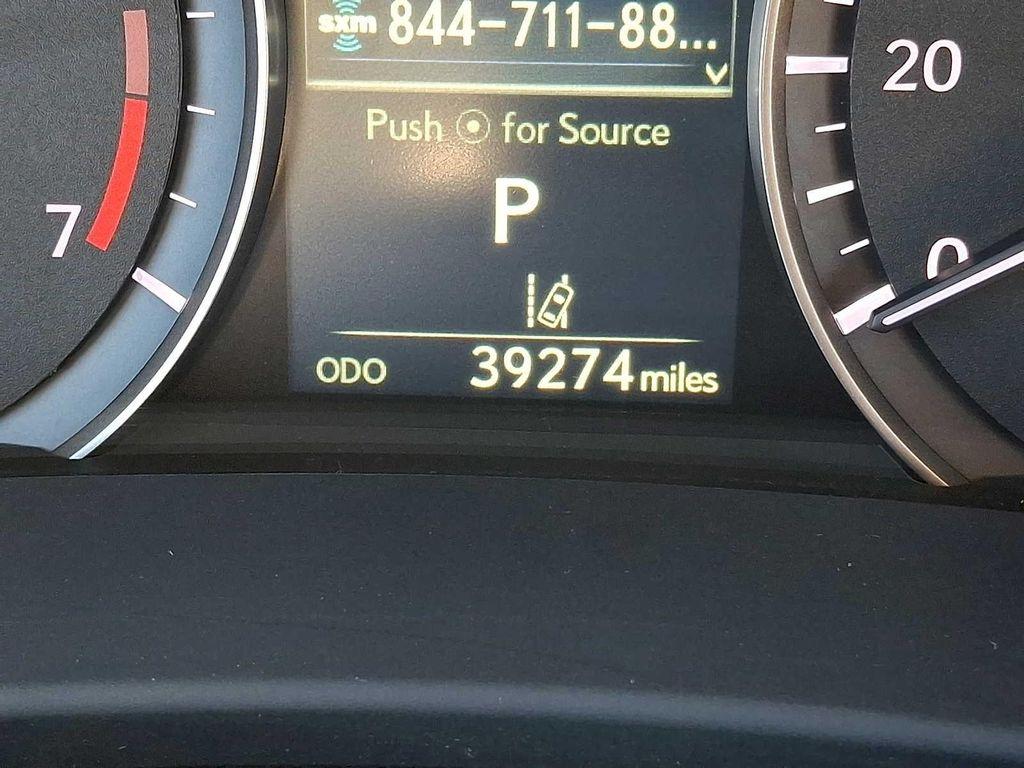 sxm 844-711-88...
Push for Source
P
ODO 39274 miles
7
20
0